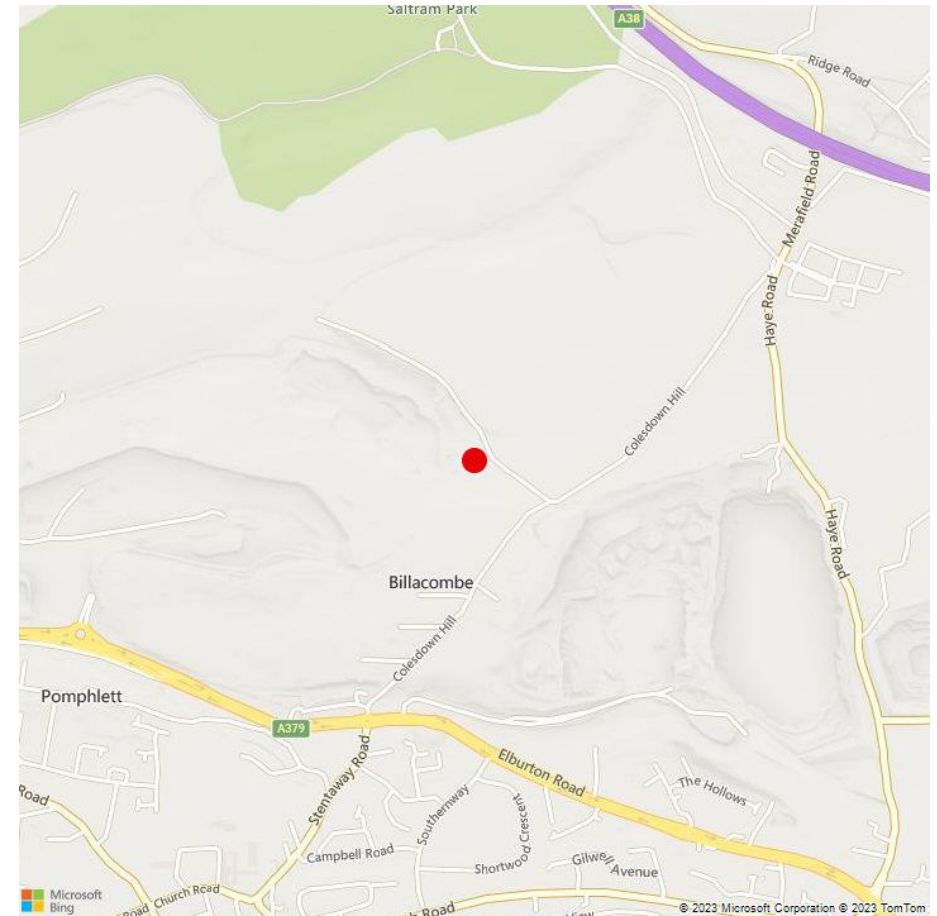 Saltram Park
A38
Ridge Road
Merafield Road
Haye Road
Colesdown Hill
Haye Road
Billacombe
Colesdown Hill
Pomphlett
A379
Elburton Road
Stentaway Road
Southernway
The Hollows
Road
Campbell Road
Shortwood Crescent
Gilwell Avenue
Church Road
Road
Road
View
Microsoft Bing
© 2023 Microsoft Corporation © 2023 TomTom